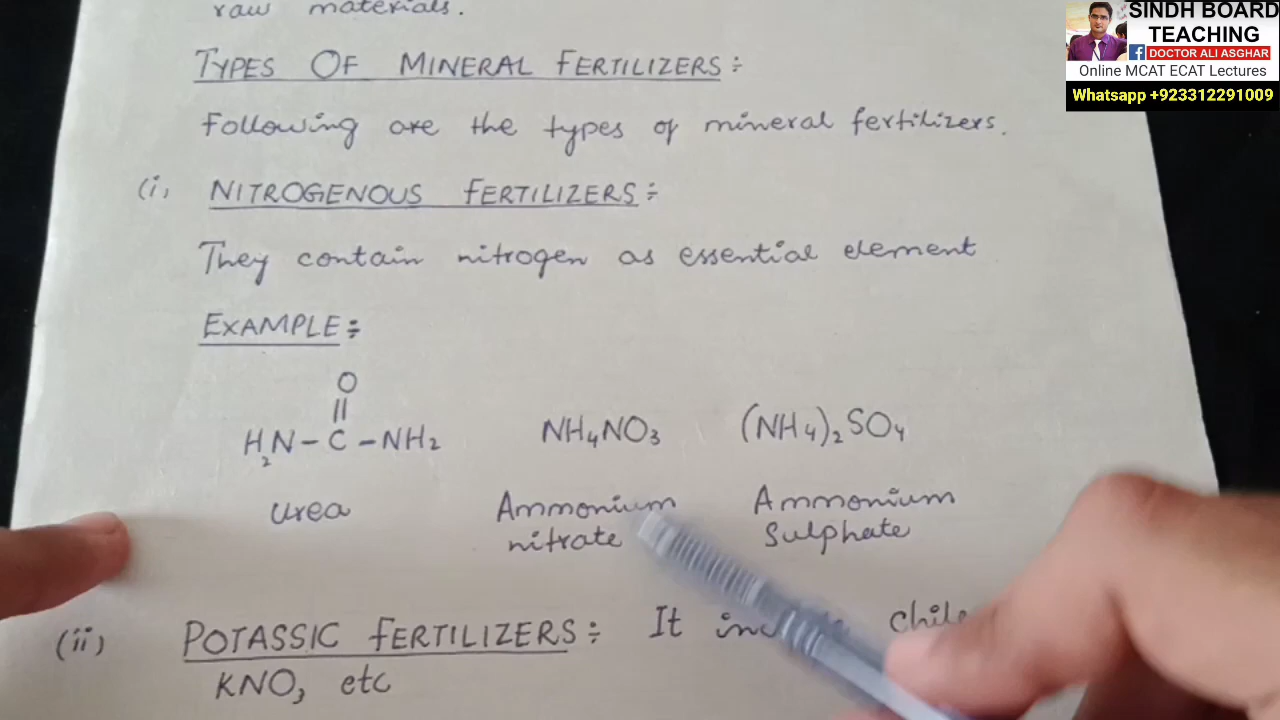 raw materials.
TYPES OF MINERAL FERTILIZERS:
Following are the types of mineral fertilizers.
(i) NITROGENOUS FERTILIZERS:
They contain nitrogen as essential element
EXAMPLE:
O
||
H2N-C-NH2 NH4NO3 (NH4)2SO4
Urea Ammonium nitrate Ammonium Sulphate
(ii) POTASSIC FERTILIZERS: It
KNO3 etc
SINDH BOARD
TEACHING
f DOCTOR ALI ASGHAR
Online MCAT ECAT Lectures
Whatsapp +923312291009